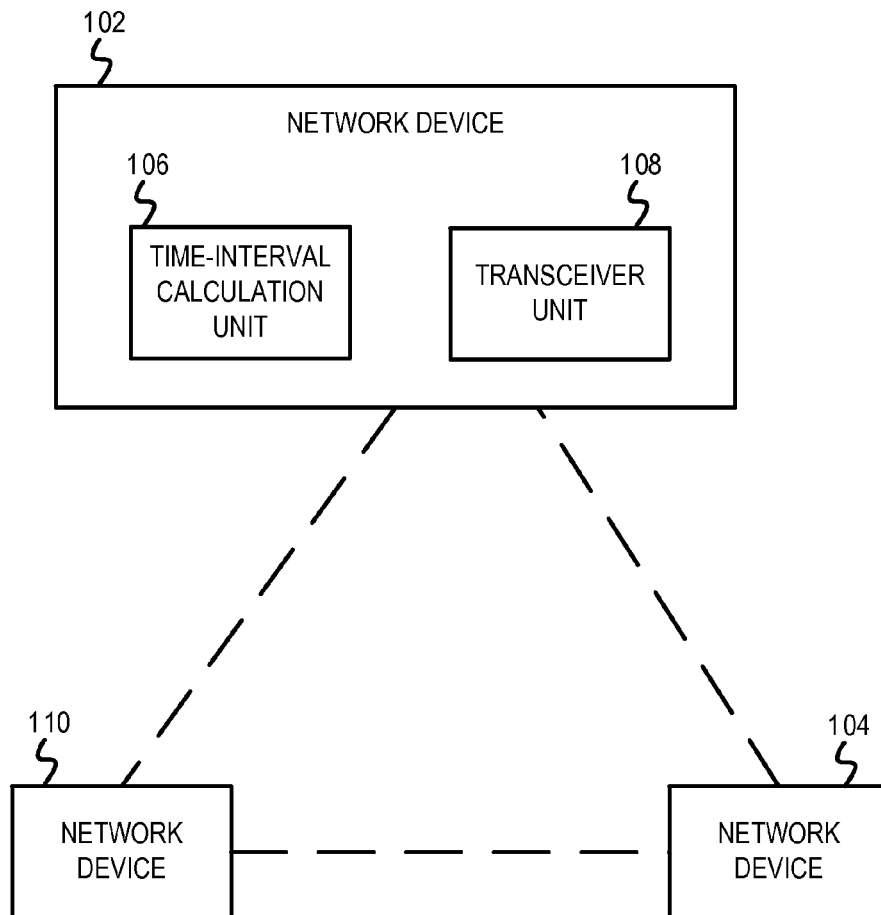 102
NETWORK DEVICE
106
108
TIME-INTERVAL
CALCULATION
UNIT
TRANSCEIVER
UNIT
110
104
NETWORK
DEVICE
NETWORK
DEVICE